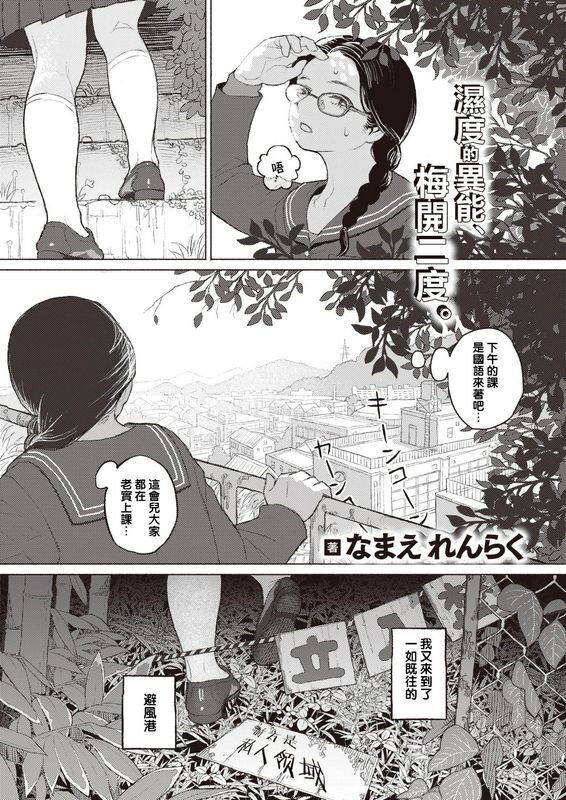 濕度的異能、
梅開二度。
唔…
下午的課
是國語來著吧…
キーンコーン
カーン
這會兒大家
都在
老實上課…
著
なまえれんらく
我又來到了
一如既往的
立入
私人領域
避風港